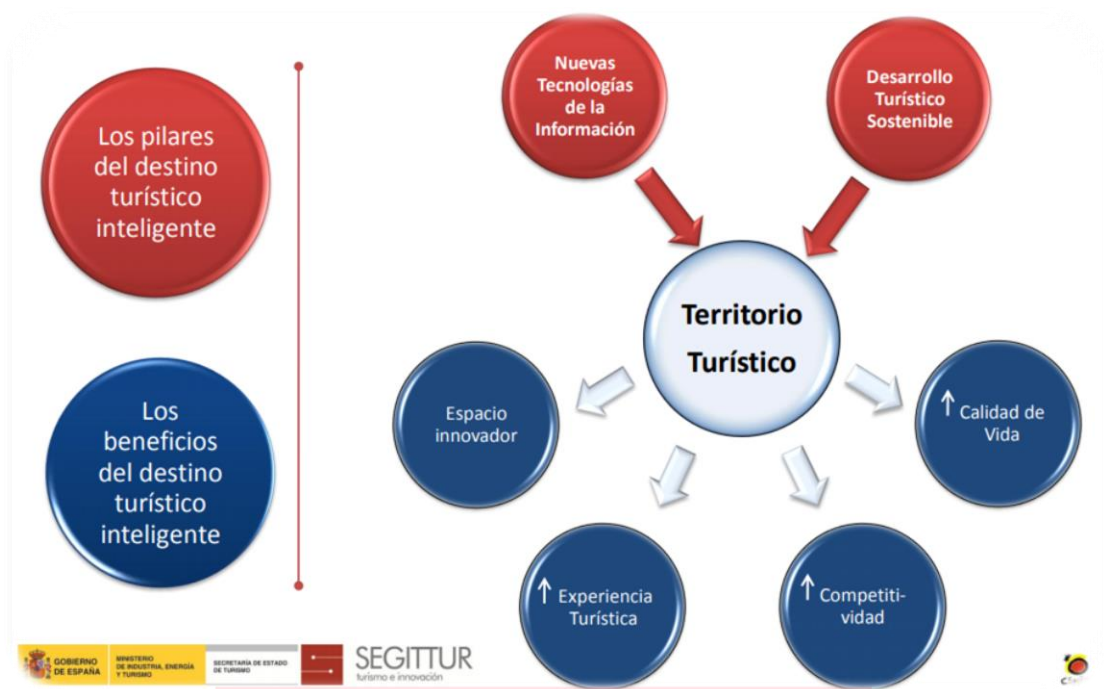 Los pilares
del destino
turístico
inteligente
Los
beneficios
del destino
turístico
inteligente
Nuevas
Tecnologías
de la
Información
Desarrollo
Turístico
Sostenible
Territorio
Turístico
Espacio
innovador
↑ Experiencia
Turística
↑ Competiti-
vidad
↑ Calidad de
Vida
GOBIERNO
DE ESPAÑA
MINISTERIO
DE INDUSTRIA, ENERGÍA
Y TURISMO
SECRETARÍA DE ESTADO
DE TURISMO
SEGITTUR
turismo e innovación